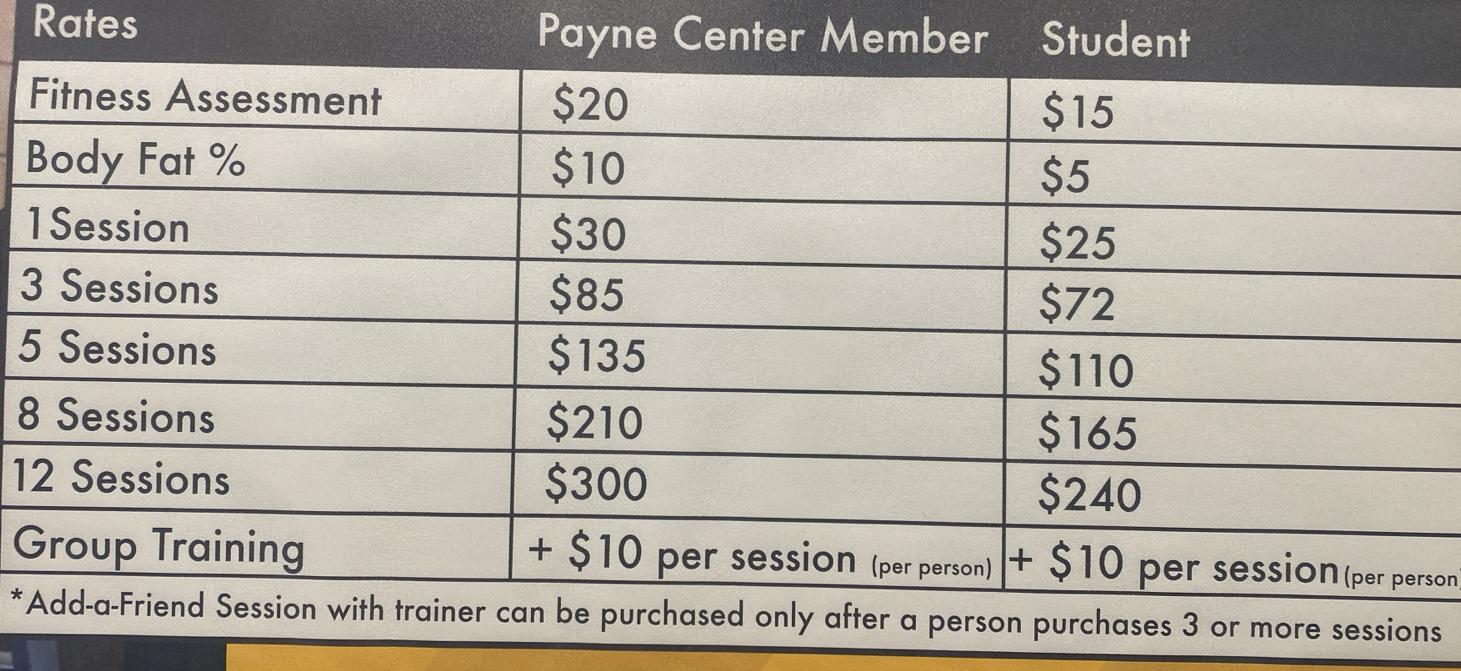 Rates Payne Center Member Student
Fitness Assessment $20 $15
Body Fat % $10 $5
1 Session $30 $25
3 Sessions $85 $72
5 Sessions $135 $110
8 Sessions $210 $165
12 Sessions $300 $240
Group Training + $10 per session (per person) + $10 per session (per person)
*Add-a-Friend Session with trainer can be purchased only after a person purchases 3 or more sessions